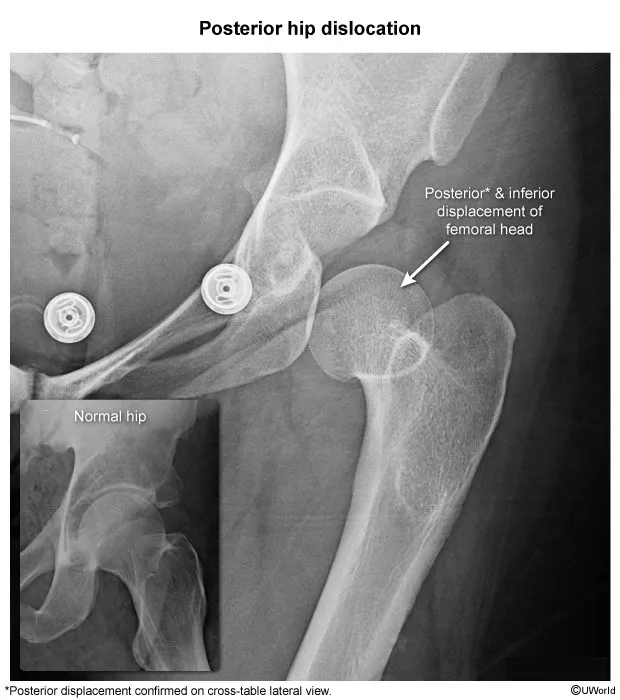 Posterior hip dislocation
Posterior* & inferior
displacement of
femoral head
Normal hip
*Posterior displacement confirmed on cross-table lateral view.
©UWorld